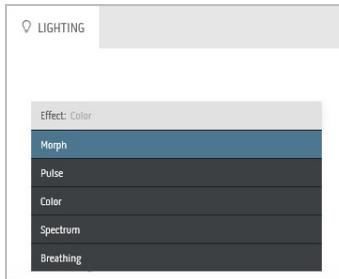 LIGHTING
Effect: Color
Morph
Pulse
Color
Spectrum
Breathing